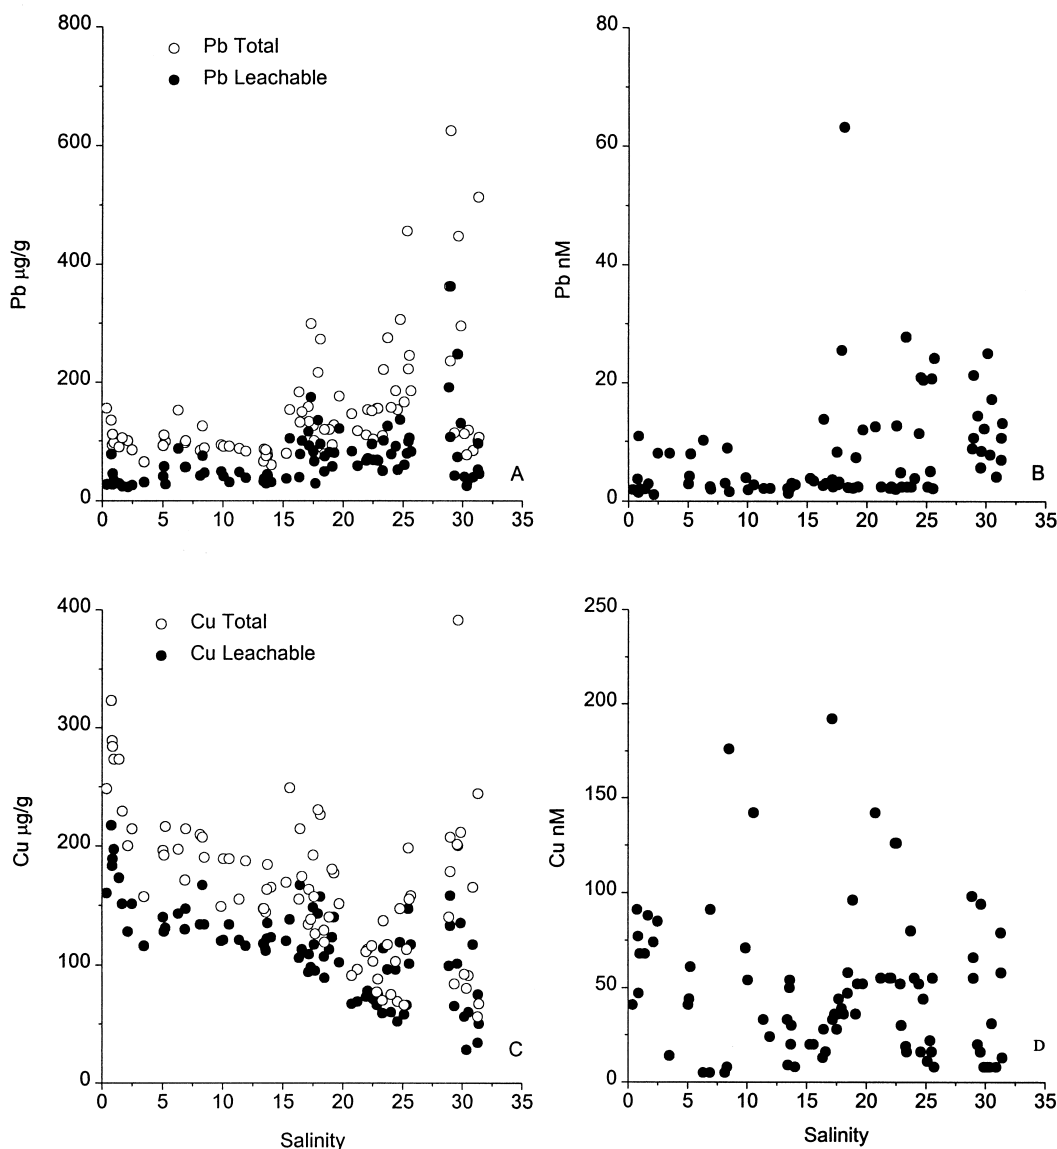 800
600
400
200
0
Pb µg/g
Pb Total
Pb Leachable
A
0 5 10 15 20 25 30 35
80
60
40
20
0
Pb nM
B
0 5 10 15 20 25 30 35
400
300
200
100
0
Cu µg/g
Cu Total
Cu Leachable
C
0 5 10 15 20 25 30 35
Salinity
250
200
150
100
50
0
Cu nM
D
0 5 10 15 20 25 30 35
Salinity